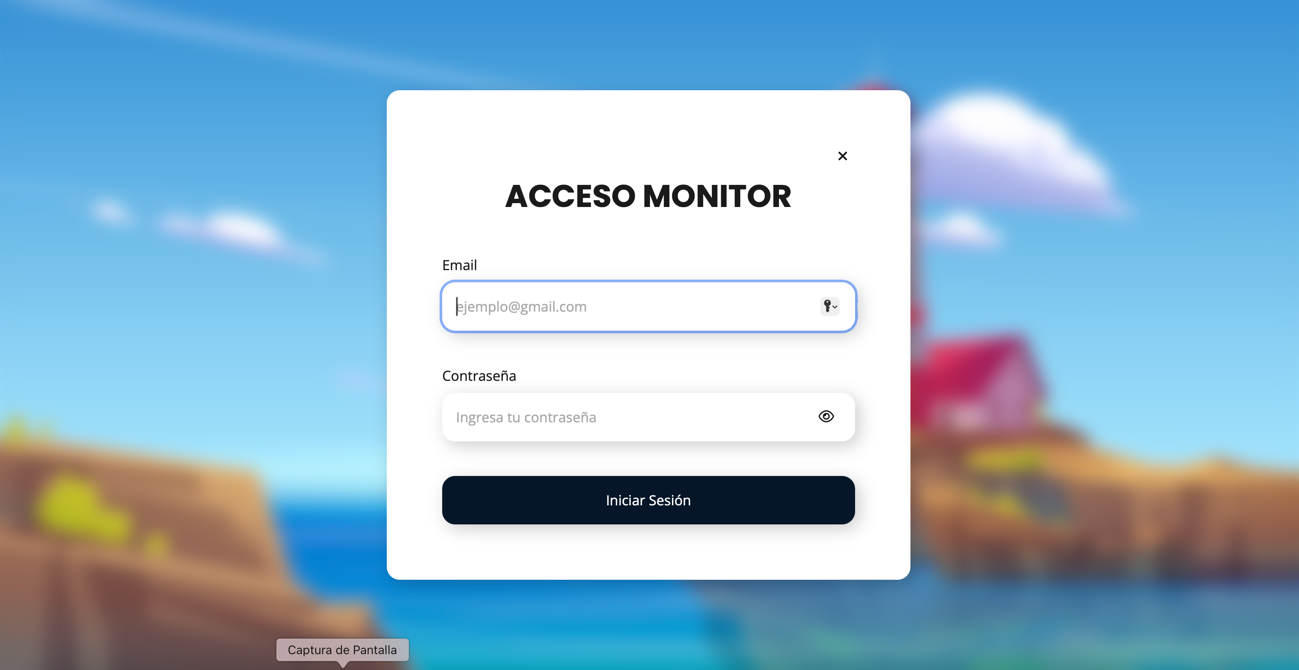 ACCESO MONITOR
Email
ejemplo@gmail.com
Contraseña
Ingresa tu contraseña
Iniciar Sesión
Captura de Pantalla